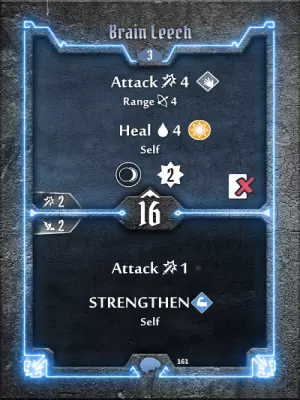 Brain Leech
3
Attack 4
Range 4
Heal 4
Self
2
2
16
2
Attack 1
STRENGTHEN
Self
161